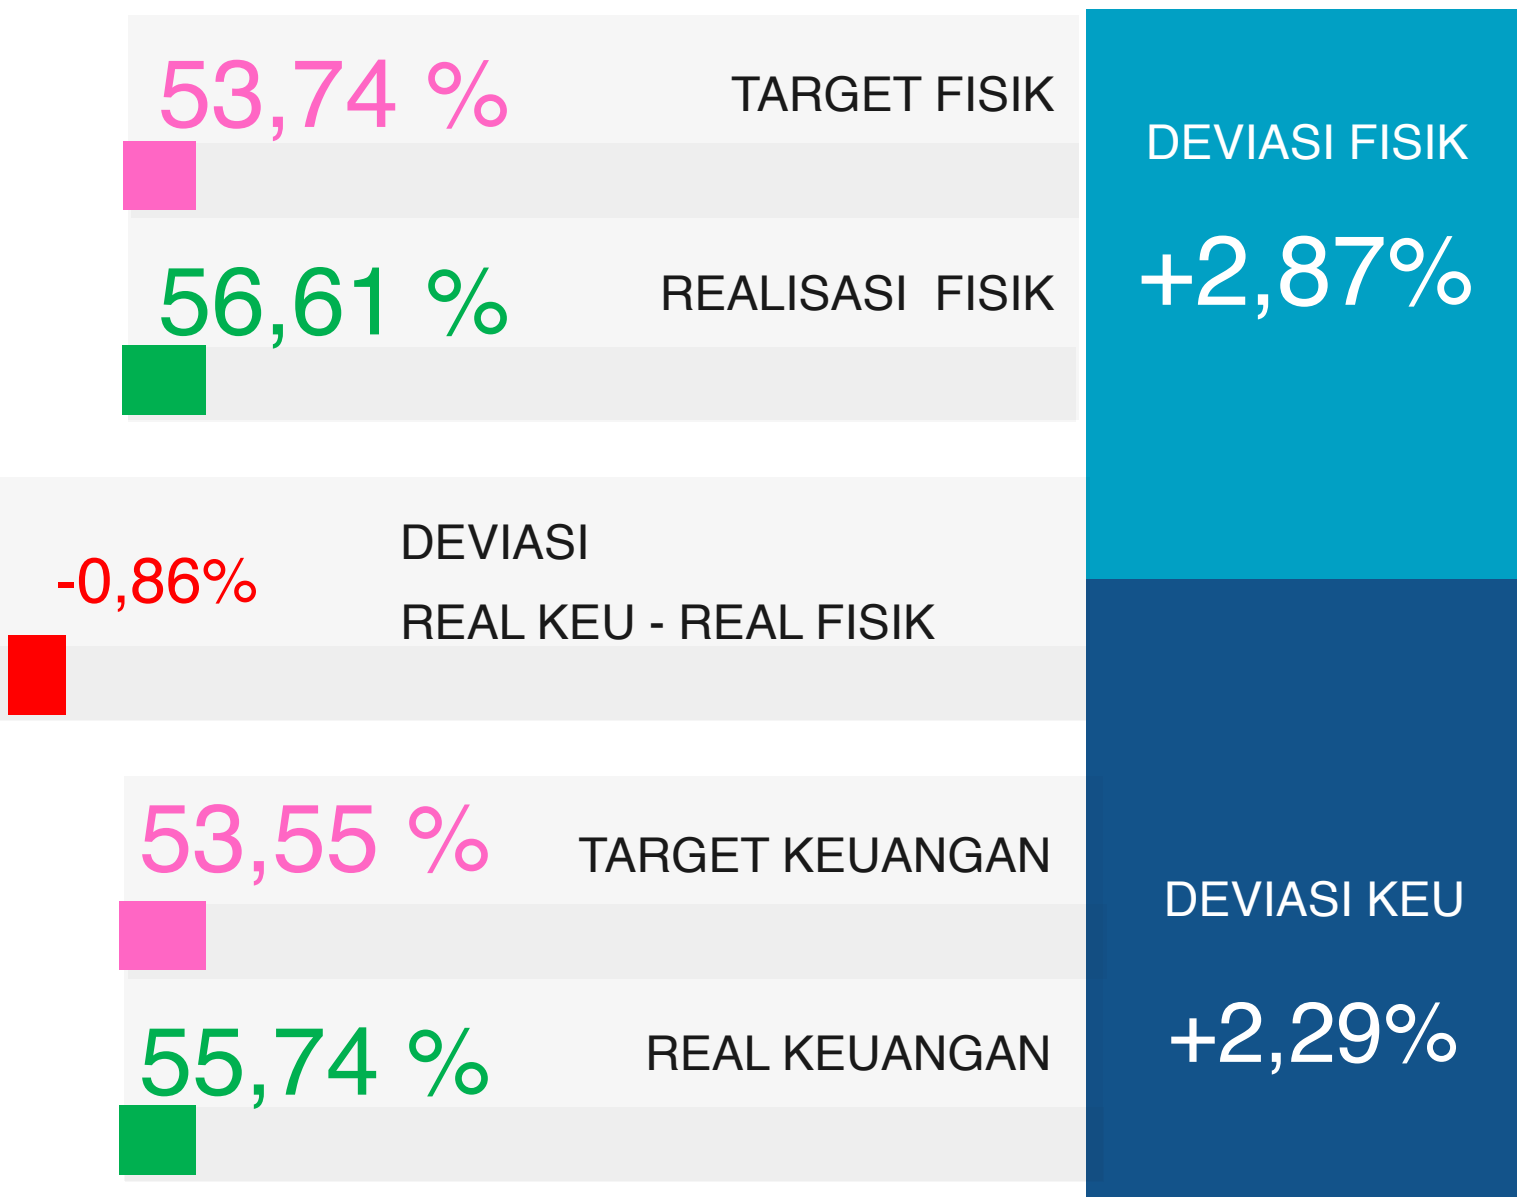 53,74 % TARGET FISIK
56,61 % REALISASI FISIK
DEVIASI FISIK
+2,87%
-0,86%
DEVIASI
REAL KEU - REAL FISIK
53,55 % TARGET KEUANGAN
55,74 % REAL KEUANGAN
DEVIASI KEU
+2,29%